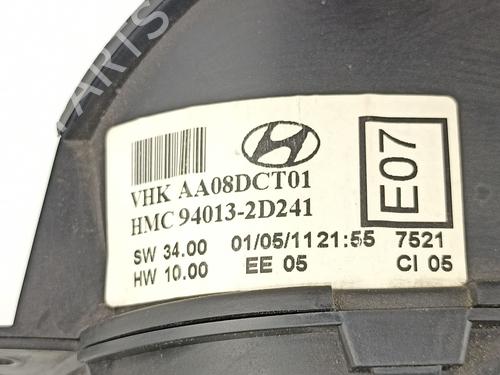 PARTS
VHK AA08DCT01
HMC 94013-2D241
E07
SW 34.00 01/05/11 21:55 7521
HW 10.00 EE 05 CI 05